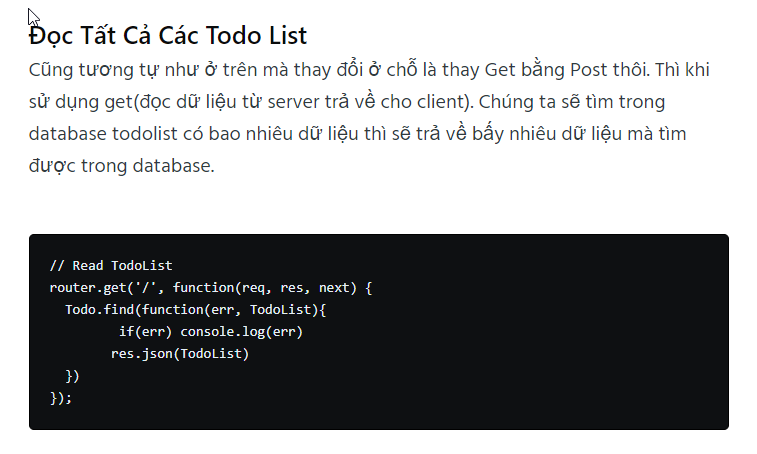 Đọc Tất Cả Các Todo List
Cũng tương tự như ở trên mà thay đổi ở chỗ là thay Get bằng Post thôi. Thì khi
sử dụng get(đọc dữ liệu từ server trả về cho client). Chúng ta sẽ tìm trong
database todolist có bao nhiêu dữ liệu thì sẽ trả về bấy nhiêu dữ liệu mà tìm
được trong database.
// Read TodoList
router.get('/', function(req, res, next) {
  Todo.find(function(err, TodoList){
         if(err) console.log(err)
        res.json(TodoList)
  })
});